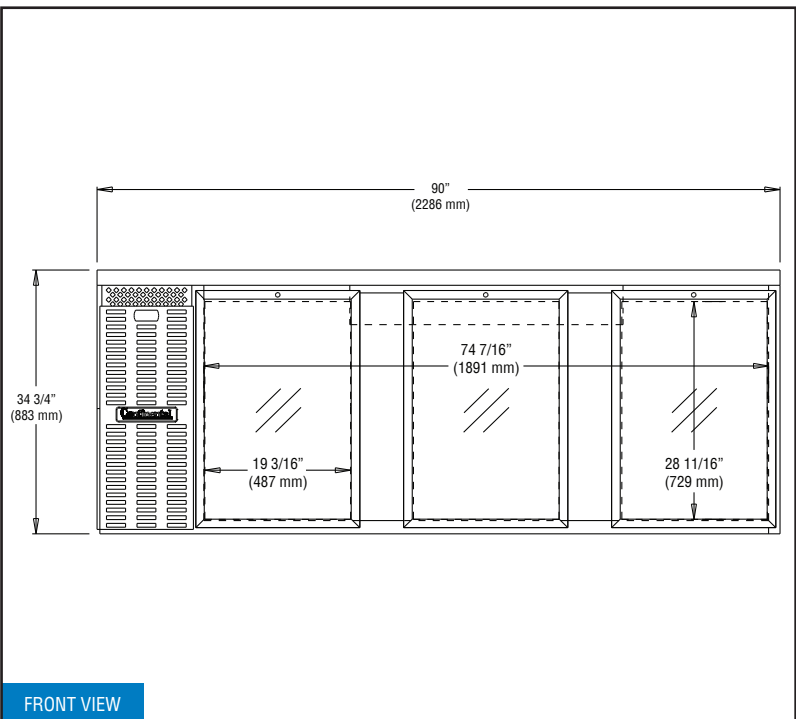 90”
(2286 mm)
34 3/4”
(883 mm)
74 7/16”
(1891 mm)
Continental
19 3/16”
(487 mm)
28 11/16”
(729 mm)
FRONT VIEW